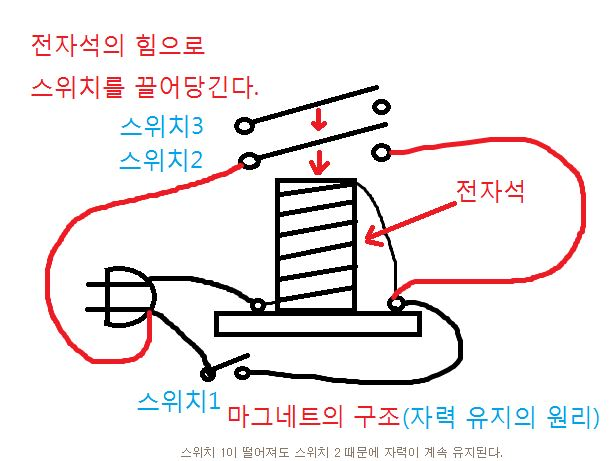 전자석의 힘으로
스위치를 끌어당긴다.
스위치3
스위치2
전자석
스위치1
마그네트의 구조(자력 유지의 원리)
스위치 1이 떨어져도 스위치 2 때문에 자력이 계속 유지된다.